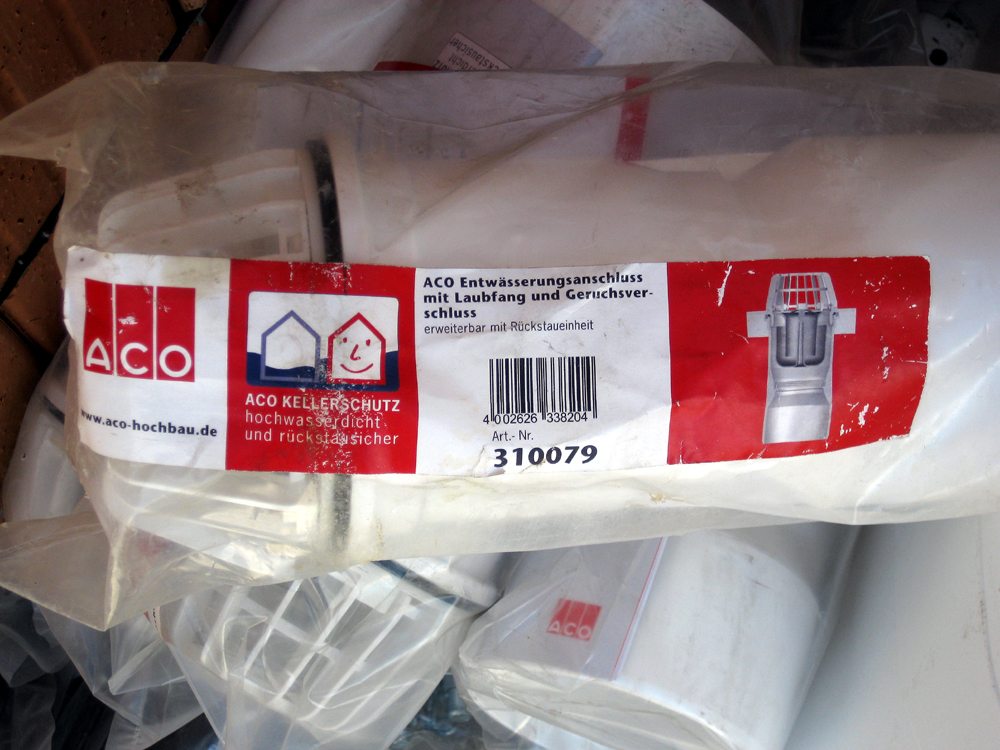 ACO
www.aco-hochbau.de
ACO KELLERSCHUTZ
hochwasserdicht
und rückstausicher
ACO Entwässerungsanschluss
mit Laubfang und Geruchsver-
schluss
erweiterbar mit Rückstaueinheit
4 002626 338204
Art.- Nr.
310079
ACO